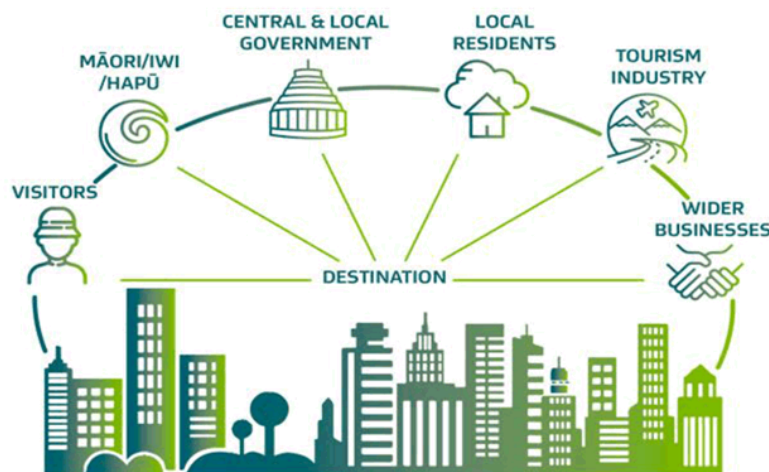 CENTRAL & LOCAL
GOVERNMENT
LOCAL
RESIDENTS
MĀORI/IWI
/HAPŪ
TOURISM
INDUSTRY
VISITORS
WIDER
BUSINESSES
DESTINATION